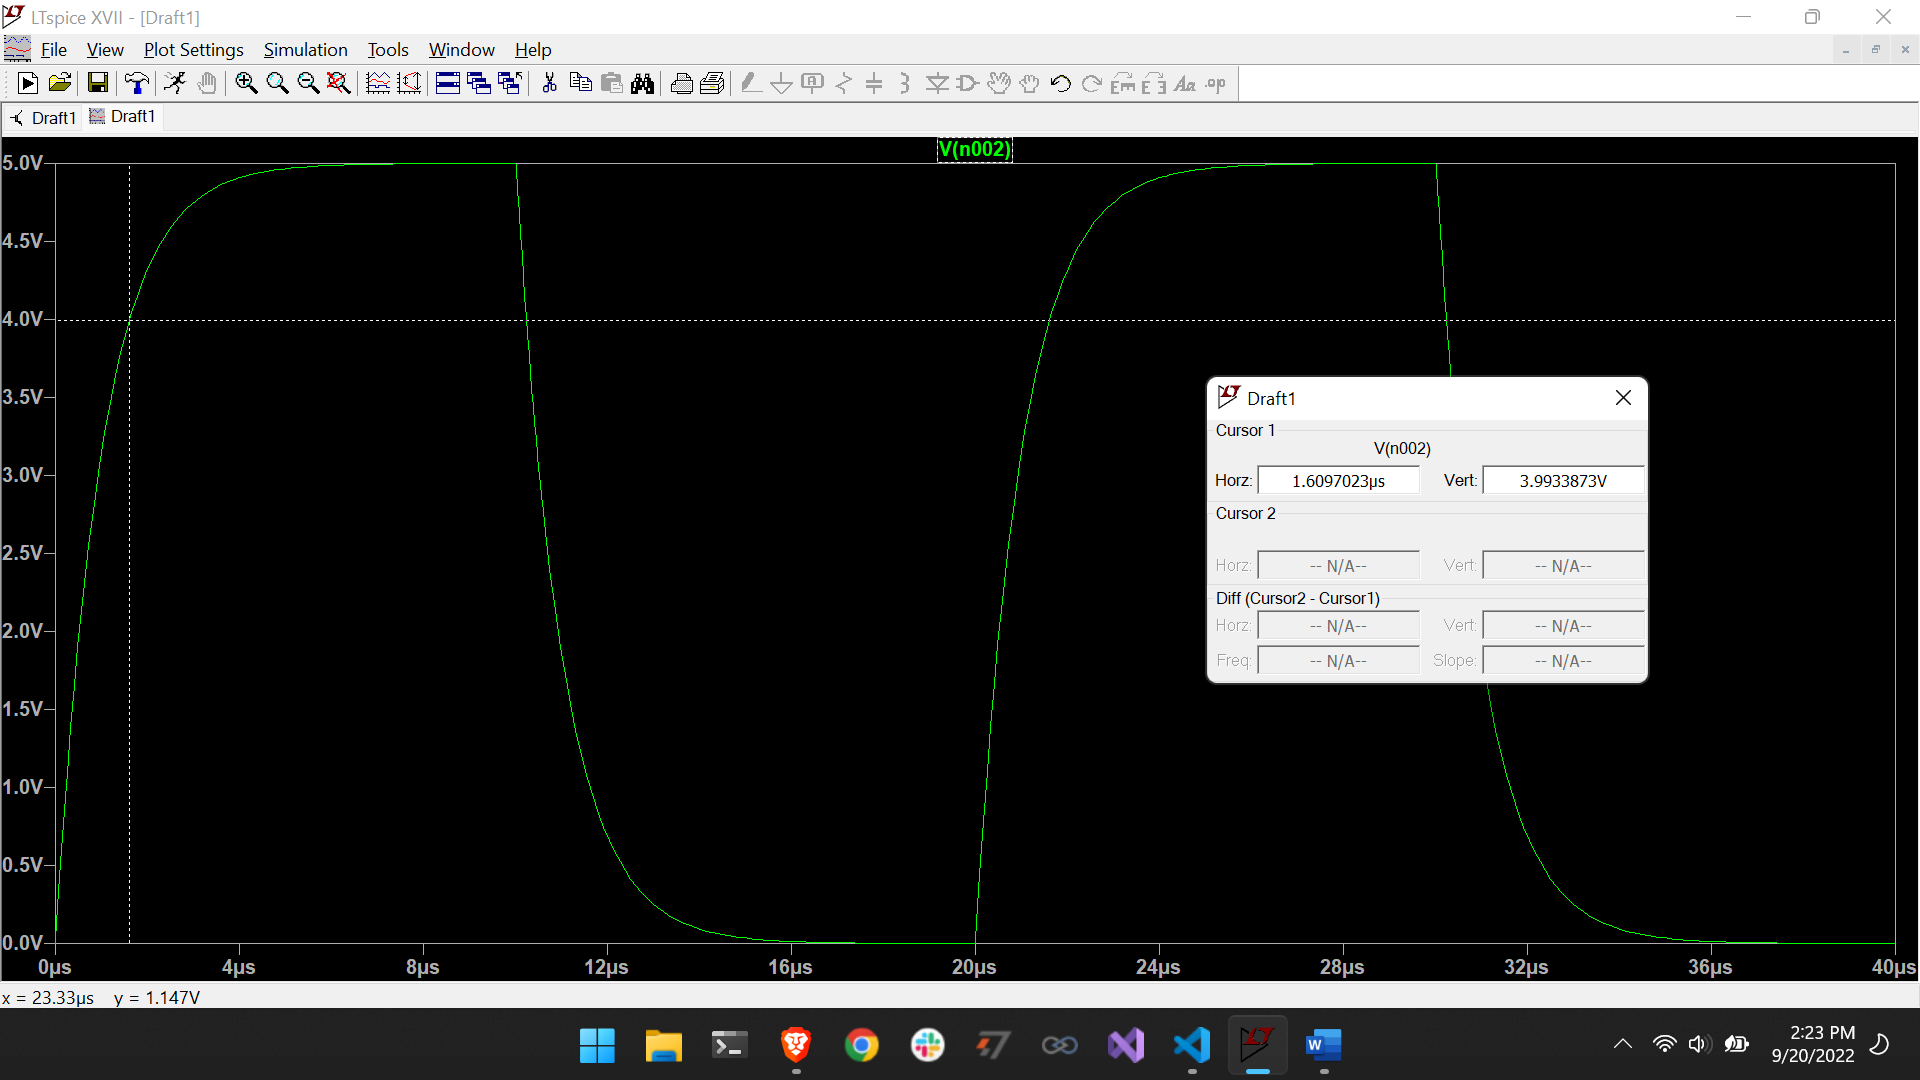 LTspice XVII - [Draft1]
File View Plot Settings Simulation Tools Window Help
Draft1 Draft1
V(n002)
5.0V
4.5V
4.0V
3.5V
3.0V
2.5V
2.0V
1.5V
1.0V
0.5V
0.0V
0µs 4µs 8µs 12µs 16µs 20µs 24µs 28µs 32µs 36µs 40µs
Draft1
Cursor 1
V(n002)
Horz: 1.6097023µs Vert: 3.9933873V
Cursor 2
Horz: -- N/A-- Vert: -- N/A--
Diff (Cursor2 - Cursor1)
Horz: -- N/A-- Vert: -- N/A--
Freq: -- N/A-- Slope: -- N/A--
x = 23.33µs y = 1.147V
2:23 PM
9/20/2022